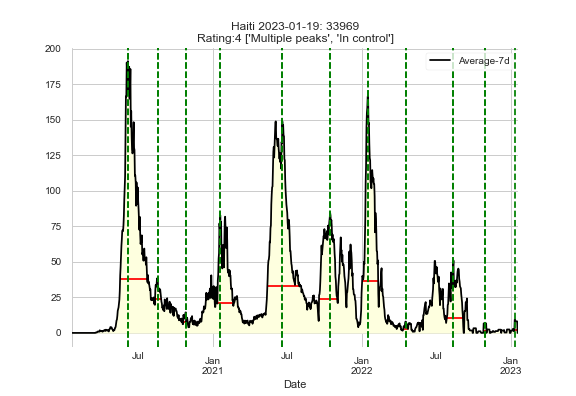 Haiti 2023-01-19: 33969
Rating:4 ['Multiple peaks', 'In control']
Average-7d
200
175
150
125
100
75
50
25
0
Jul
Jan
2021
Jul
Jan
2022
Jul
Jan
2023
Date